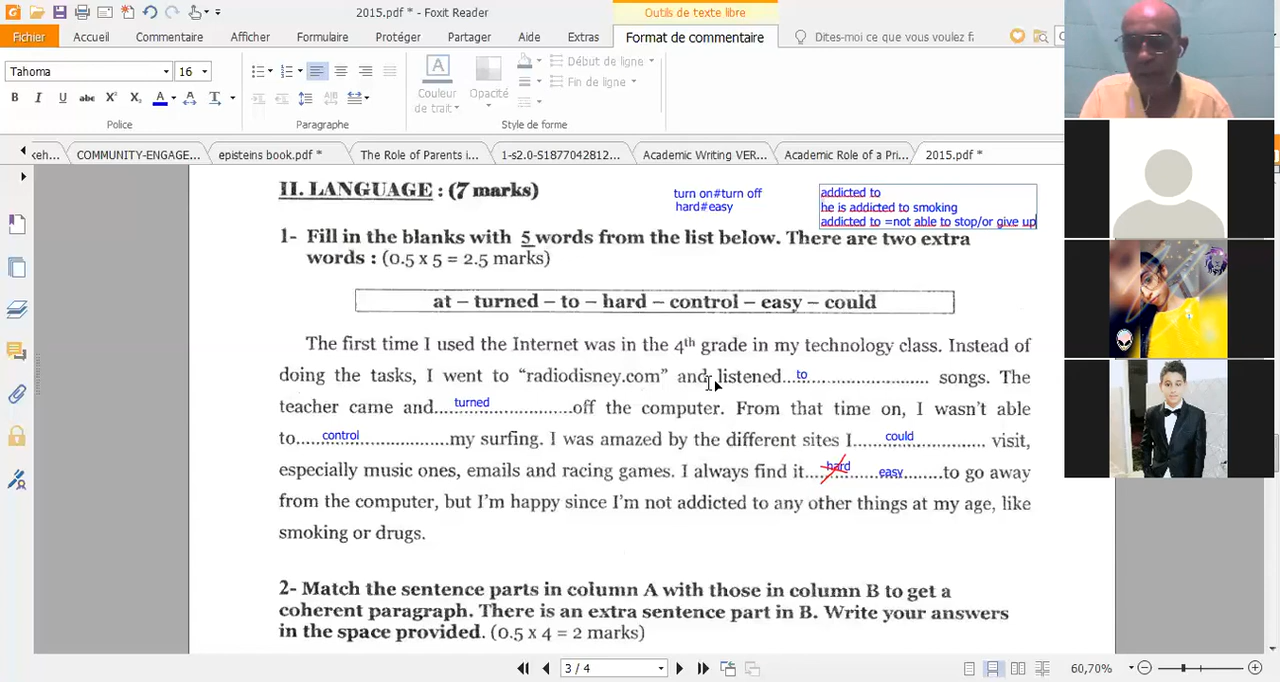 2015.pdf * - Foxit Reader
Outils de texte libre
Fichier
Accueil
Commentaire
Afficher
Formulaire
Protéger
Partager
Aide
Extras
Format de commentaire
Dites-moi ce que vous
Tahoma
16
Début de ligne
Fin de ligne
Couleur de trait
Opacité
Police
Paragraphe
Style de forme
COMMUNITY-ENGAGE...
epsteins book.pdf *
The Role of Parents i...
1-s2.0-S1877042812...
Academic Writing VER...
Academic Role of a Pri...
2015.pdf *
II. LANGUAGE : (7 marks)
turn on#turn off
hard#easy
addicted to
he is addicted to smoking
addicted to =not able to stop/or give up
1- Fill in the blanks with 5 words from the list below. There are two extra
words : (0.5 x 5 = 2.5 marks)
at – turned – to – hard – control – easy – could
The first time I used the Internet was in the 4th grade in my technology class. Instead of
doing the tasks, I went to “radiodisney.com” and listened...to........................ songs. The
teacher came and....turned..............off the computer. From that time on, I wasn't able
to.....control..................my surfing. I was amazed by the different sites I.....could.............. visit,
especially music ones, emails and racing games. I always find it....hard......easy........to go away
from the computer, but I'm happy since I'm not addicted to any other things at my age, like
smoking or drugs.
2- Match the sentence parts in column A with those in column B to get a
coherent paragraph. There is an extra sentence part in B. Write your answers
in the space provided. (0.5 x 4 = 2 marks)
3 / 4
60,70%